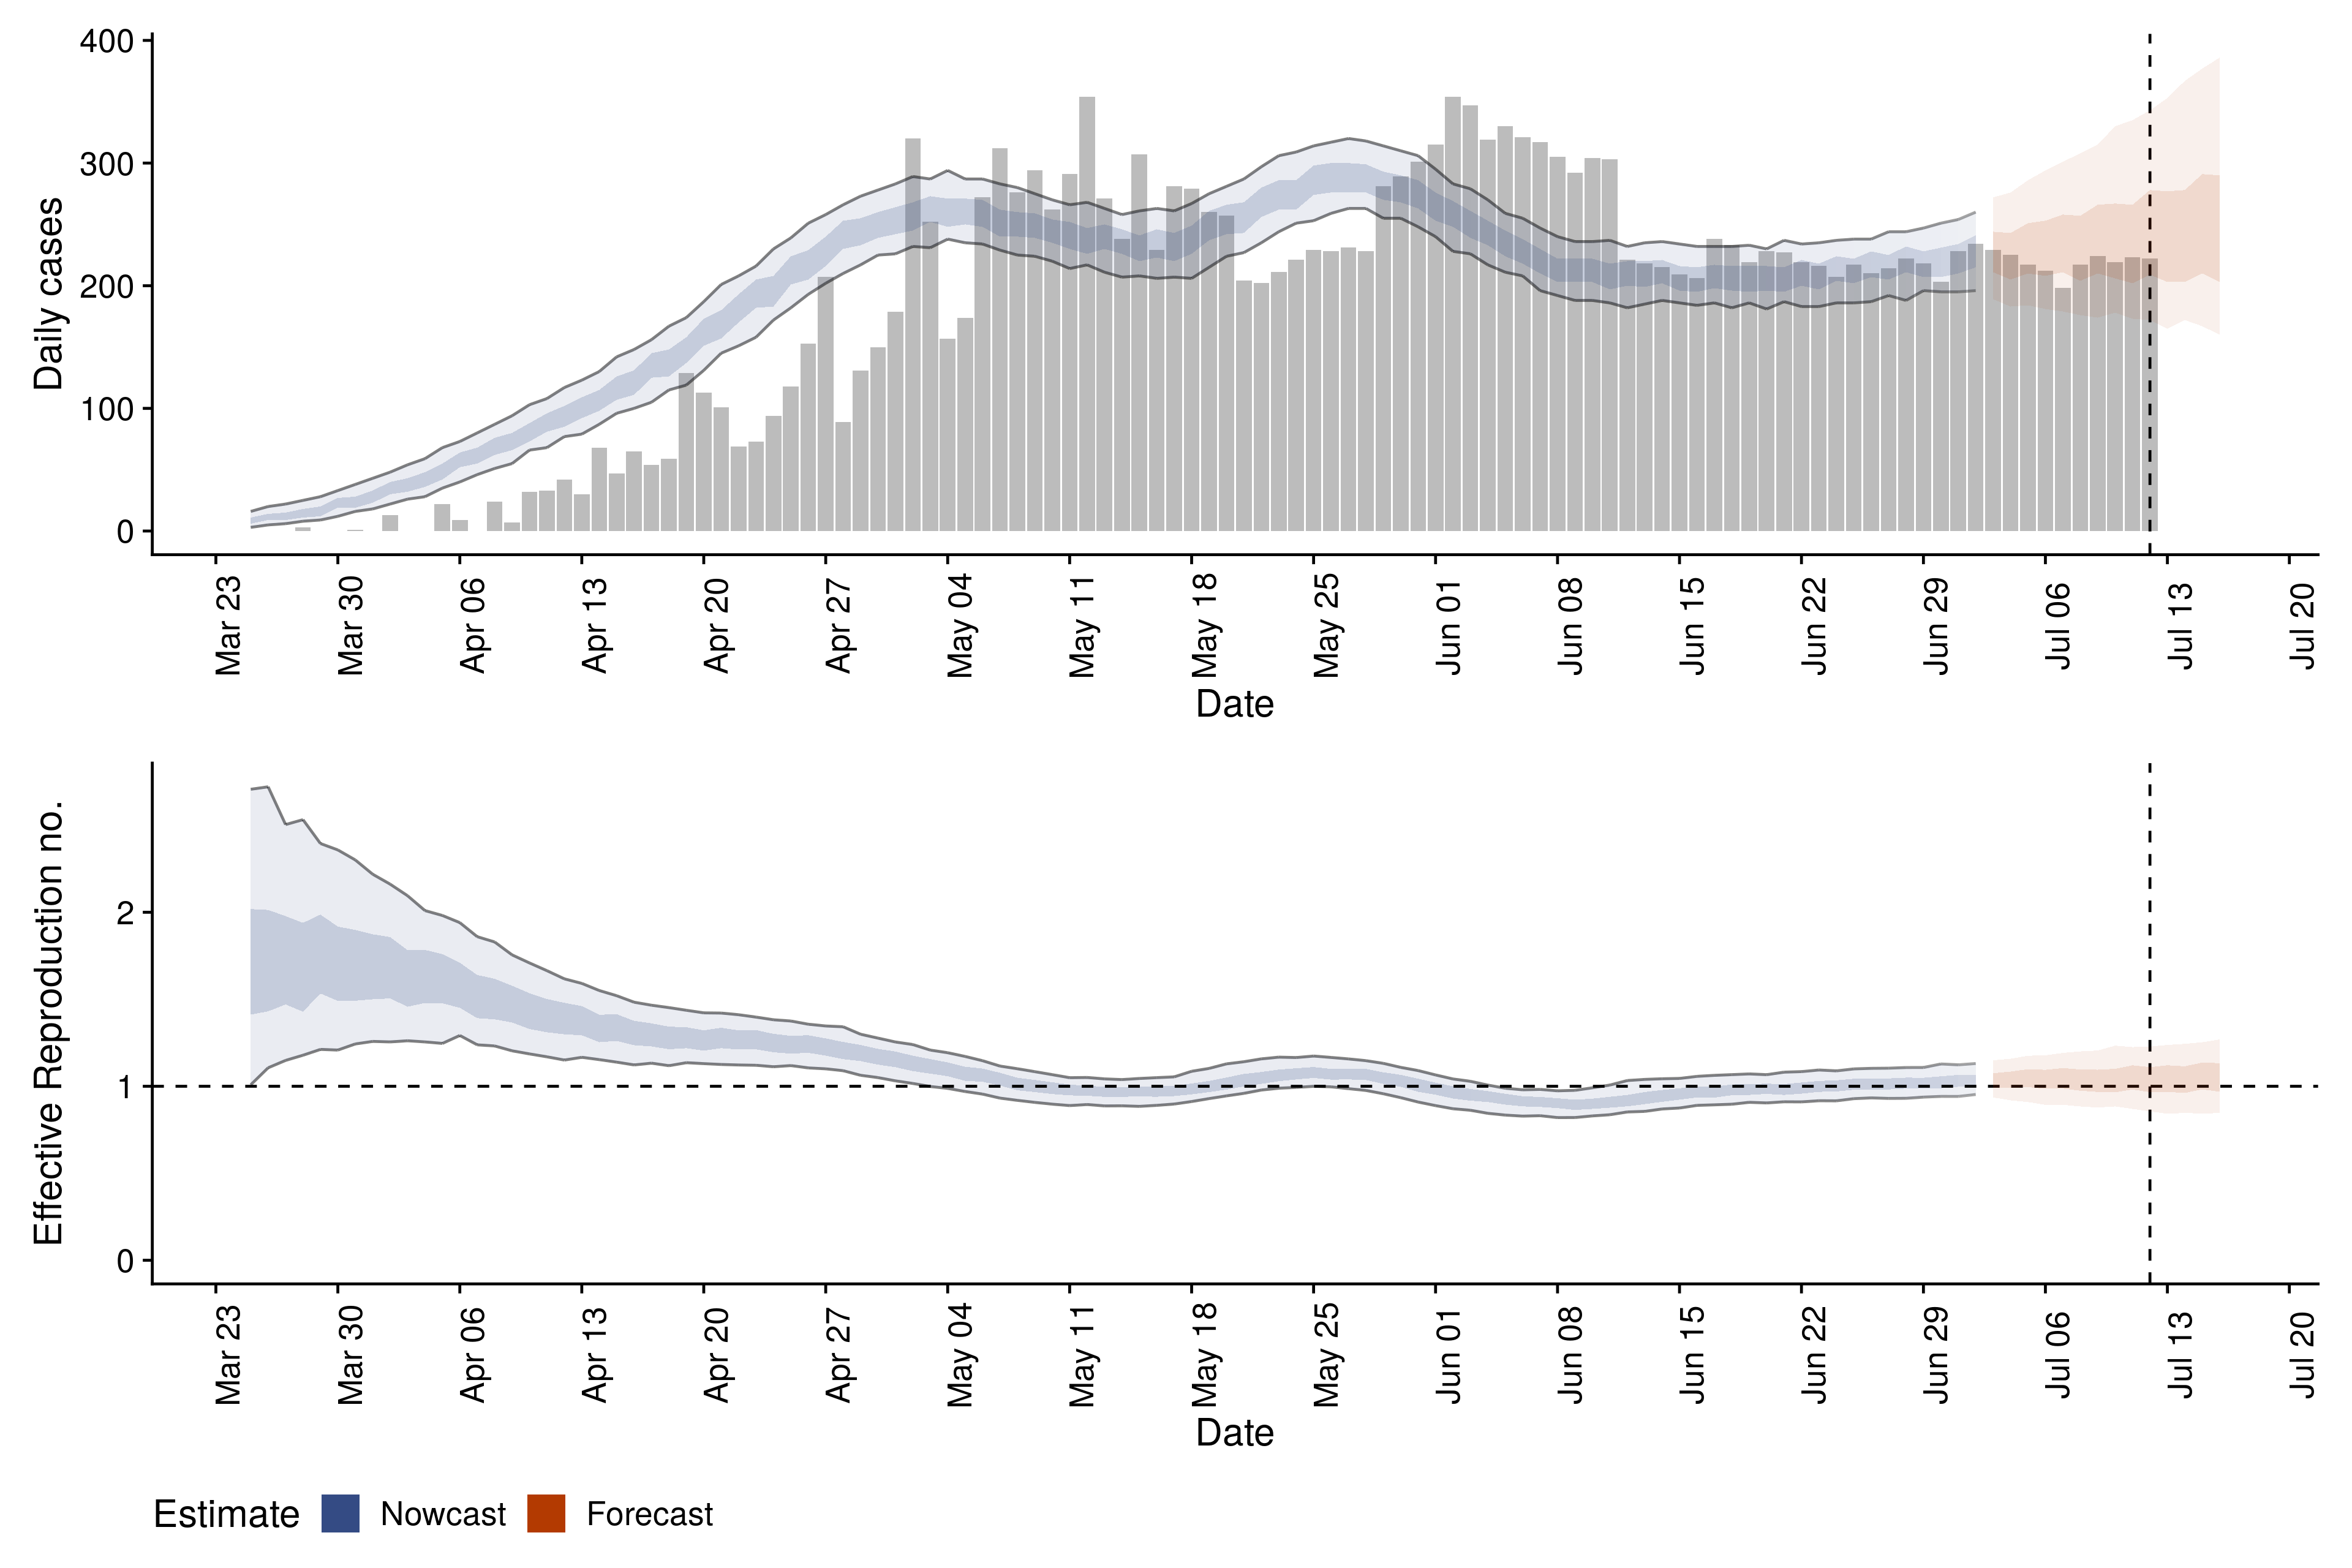 400
300
200
100
0
Daily cases
Mar 23 Mar 30 Apr 06 Apr 13 Apr 20 Apr 27 May 04 May 11 May 18 May 25 Jun 01 Jun 08 Jun 15 Jun 22 Jun 29 Jul 06 Jul 13 Jul 20
Date
2
1
0
Effective Reproduction no.
Mar 23 Mar 30 Apr 06 Apr 13 Apr 20 Apr 27 May 04 May 11 May 18 May 25 Jun 01 Jun 08 Jun 15 Jun 22 Jun 29 Jul 06 Jul 13 Jul 20
Date
Estimate Nowcast Forecast